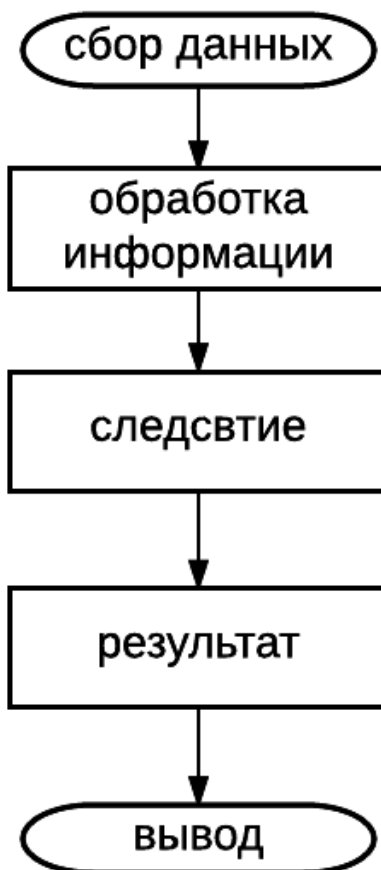 сбор данных
обработка
информации
следсвтие
результат
вывод